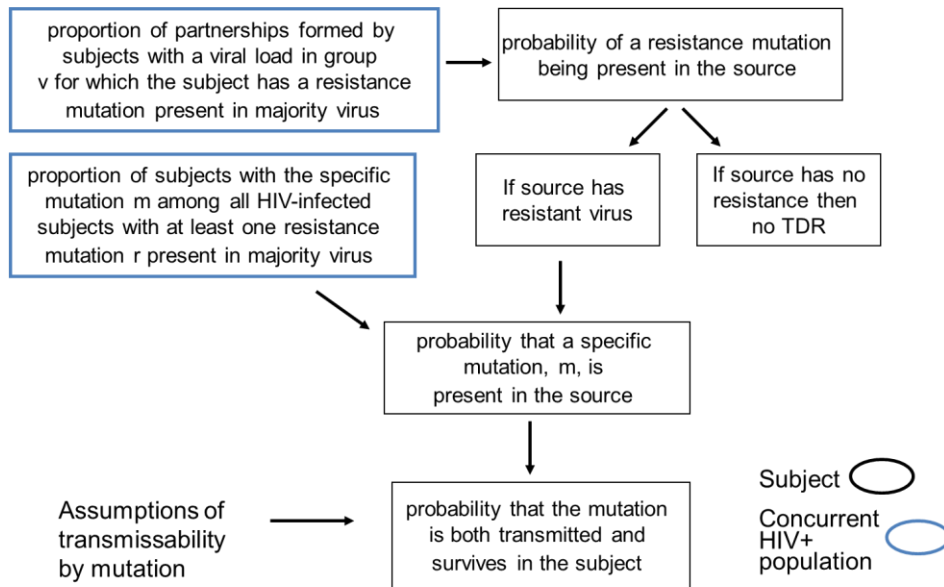 proportion of partnerships formed by
subjects with a viral load in group
v for which the subject has a resistance
mutation present in majority virus
probability of a resistance mutation
being present in the source
proportion of subjects with the specific
mutation m among all HIV-infected
subjects with at least one resistance
mutation r present in majority virus
If source has
resistant virus
If source has no
resistance then
no TDR
probability that a specific
mutation, m, is
present in the source
Assumptions of
transmissability
by mutation
probability that the mutation
is both transmitted and
survives in the subject
Subject
Concurrent
HIV+
population